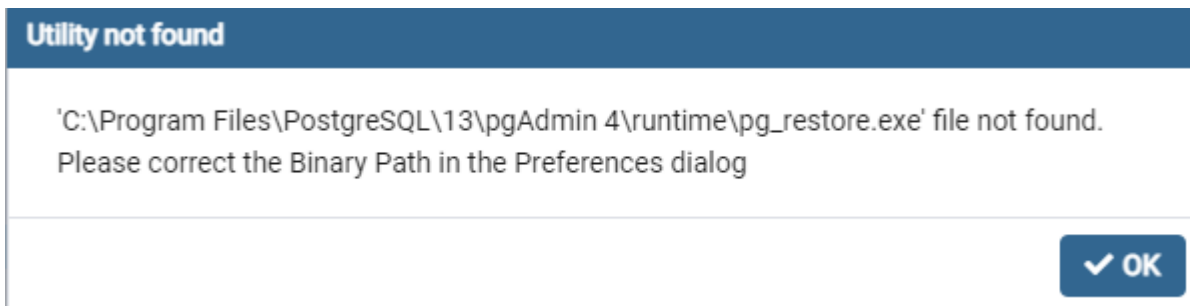 Utility not found
'C:\Program Files\PostgreSQL\13\pgAdmin 4\runtime\pg_restore.exe' file not found.
Please correct the Binary Path in the Preferences dialog
OK